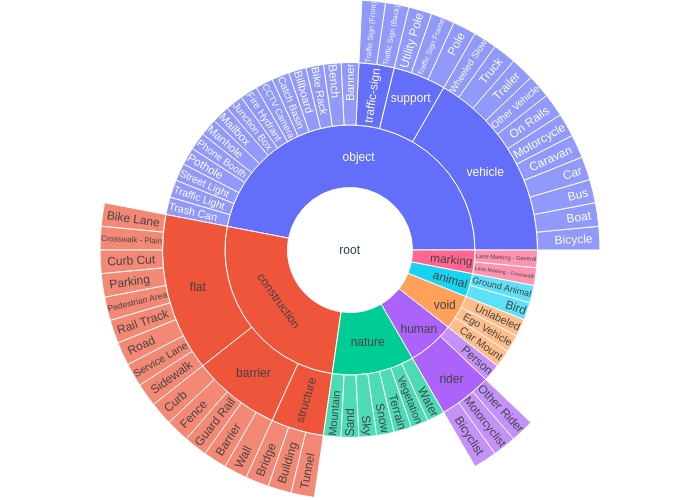 root
object
traffic-sign
Traffic Sign (Front)
Traffic Sign (Back)
support
Utility Pole
Traffic Sign Frame
Pole
vehicle
Wheeled Slow
Truck
Trailer
Other Vehicle
On Rails
Motorcycle
Caravan
Car
Bus
Boat
Bicycle
Banner
Bench
Bike Rack
Billboard
Catch Basin
CCTV Camera
Fire Hydrant
Junction Box
Mailbox
Manhole
Phone Booth
Pothole
Street Light
Traffic Light
Trash Can
construction
flat
Bike Lane
Crosswalk - Plain
Curb Cut
Parking
Pedestrian Area
Rail Track
Road
Service Lane
Sidewalk
barrier
Curb
Fence
Guard Rail
Barrier
Wall
structure
Bridge
Building
Tunnel
nature
Mountain
Sand
Sky
Snow
Terrain
Vegetation
Water
human
rider
Bicyclist
Motorcyclist
Other Rider
Person
void
Car Mount
Ego Vehicle
Unlabeled
animal
Bird
Ground Animal
marking
Lane Marking - Crosswalk
Lane Marking - General